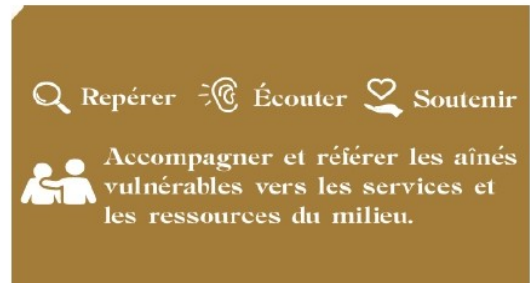 Repérer Écouter Soutenir
Accompagner et référer les aînés
vulnérables vers les services et
les ressources du milieu.